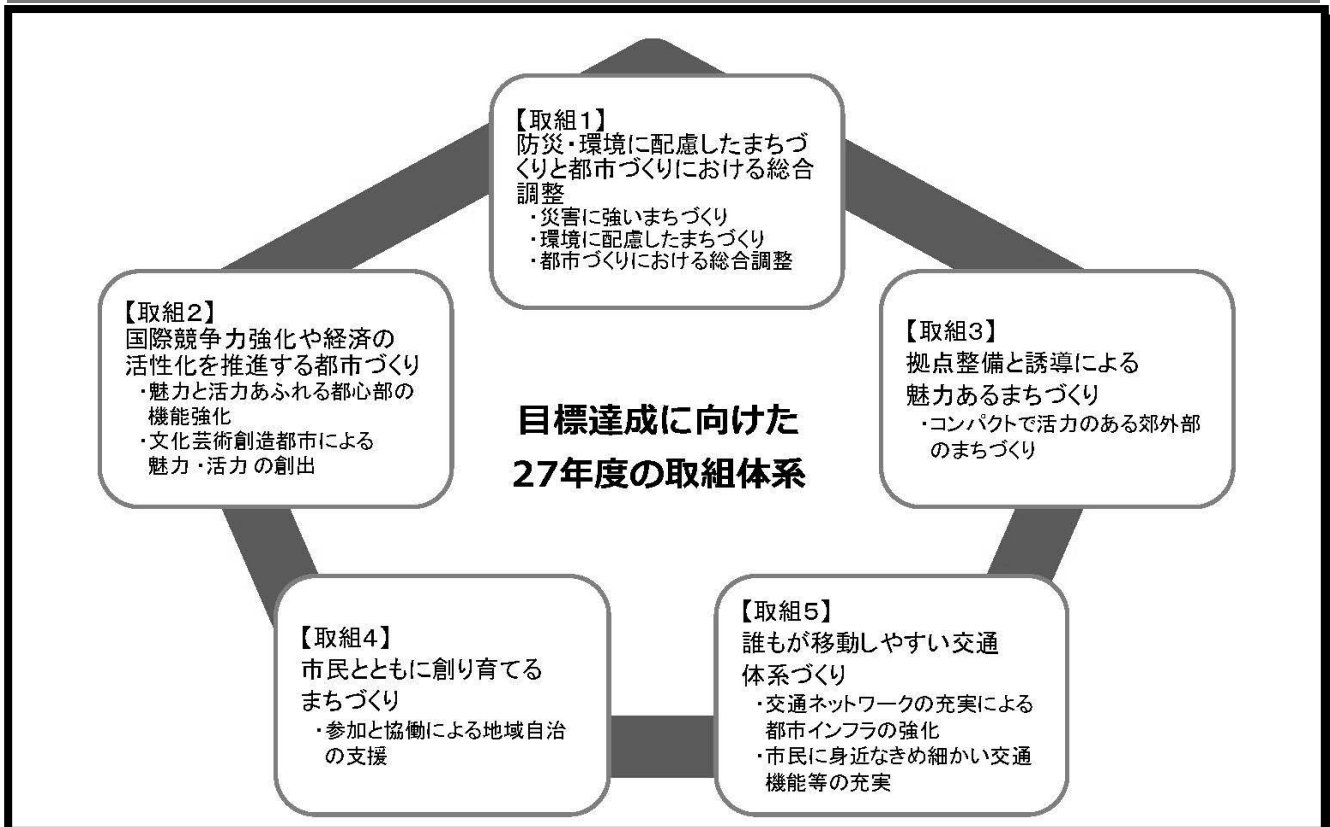 【取組1】
防災・環境に配慮したまちづ
くりと都市づくりにおける総合
調整
・災害に強いまちづくり
・環境に配慮したまちづくり
・都市づくりにおける総合調整
【取組2】
国際競争力強化や経済の
活性化を推進する都市づくり
・魅力と活力あふれる都心部の
機能強化
・文化芸術創造都市による
魅力・活力の創出
【取組3】
拠点整備と誘導による
魅力あるまちづくり
・コンパクトで活力のある郊外部
のまちづくり
目標達成に向けた
27年度の取組体系
【取組4】
市民とともに創り育てる
まちづくり
・参加と協働による地域自治
の支援
【取組5】
誰もが移動しやすい交通
体系づくり
・交通ネットワークの充実による
都市インフラの強化
・市民に身近なきめ細かい交通
機能等の充実